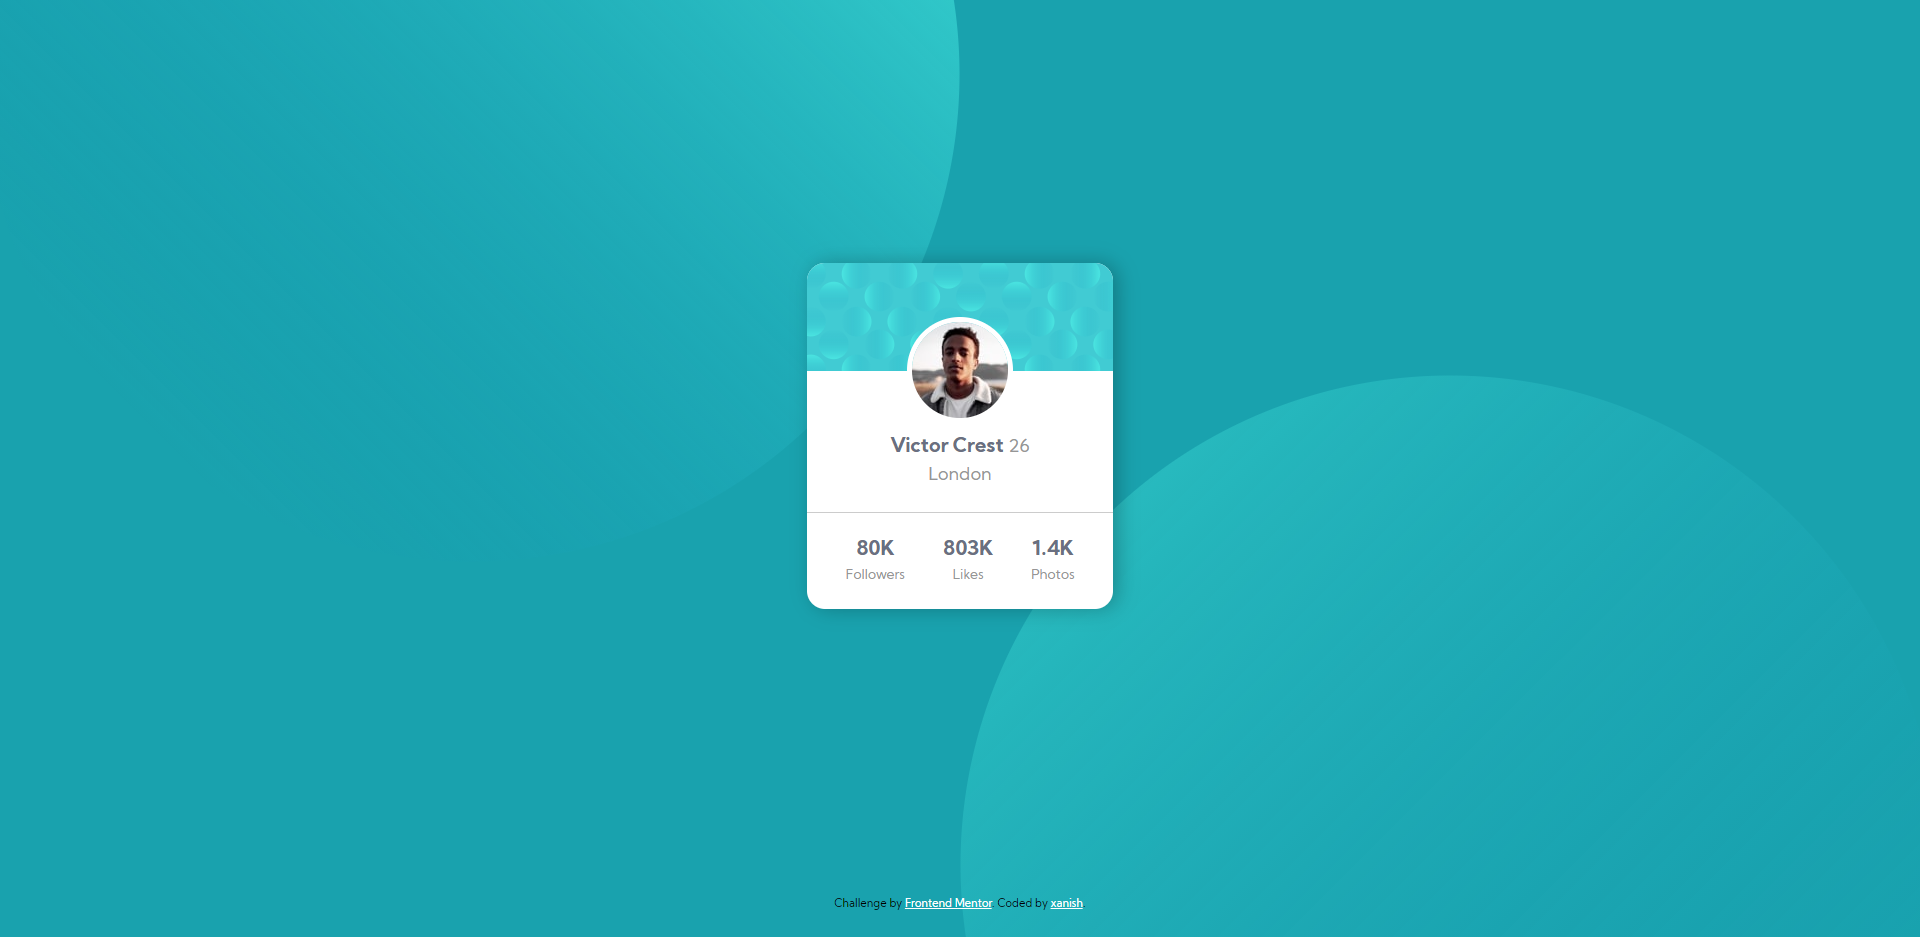 Victor Crest 26
London
80K 803K 1.4K
Followers Likes Photos
Challenge by Frontend Mentor. Coded by xanish.